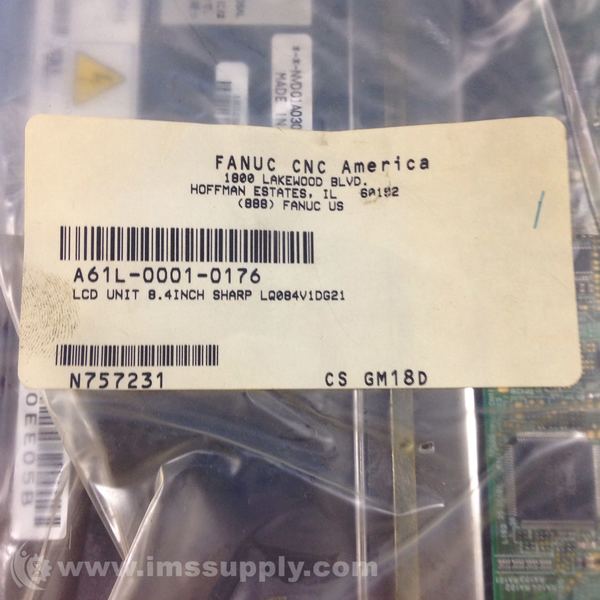 MADE IN
FANUC CNC America
1800 LAKEWOOD BLVD.
HOFFMAN ESTATES, IL 60192
(888) FANUC US
A61L-0001-0176
LCD UNIT 8.4INCH SHARP LQ084V1DG21
N757231 CS GM18D
0EE05B
www.imssupply.com